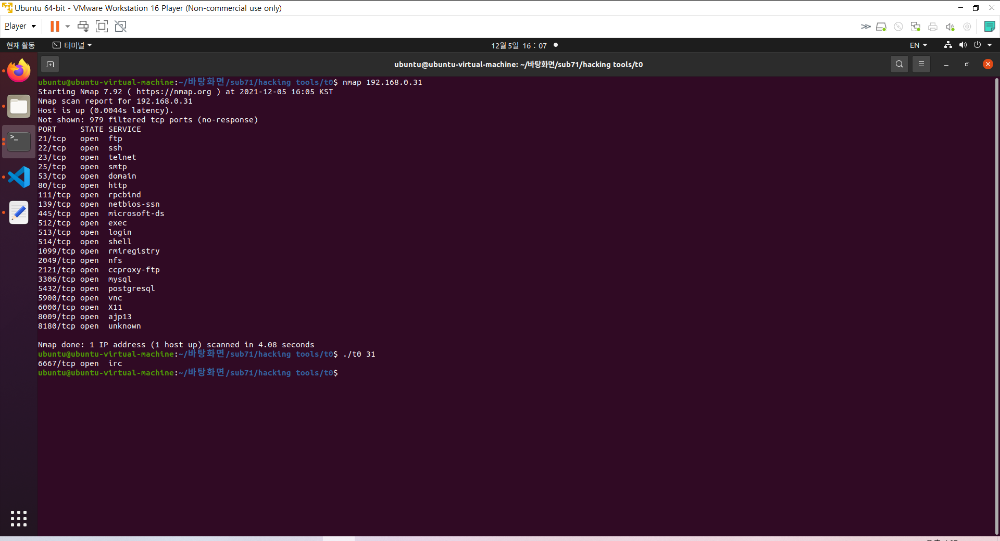 Ubuntu 64-bit - VMware Workstation 16 Player (Non-commercial use only)
Player
현재 활동 터미널 12월 5일 16 : 07 EN
ubuntu@ubuntu-virtual-machine: ~/바탕화면/sub71/hacking tools/t0
ubuntu@ubuntu-virtual-machine:~/바탕화면/sub71/hacking tools/t0$ nmap 192.168.0.31
Starting Nmap 7.92 ( https://nmap.org ) at 2021-12-05 16:05 KST
Nmap scan report for 192.168.0.31
Host is up (0.0044s latency).
Not shown: 979 filtered tcp ports (no-response)
PORT     STATE SERVICE
21/tcp   open  ftp
22/tcp   open  ssh
23/tcp   open  telnet
25/tcp   open  smtp
53/tcp   open  domain
80/tcp   open  http
111/tcp  open  rpcbind
139/tcp  open  netbios-ssn
445/tcp  open  microsoft-ds
512/tcp  open  exec
513/tcp  open  login
514/tcp  open  shell
1099/tcp open  rmiregistry
2049/tcp open  nfs
2121/tcp open  ccproxy-ftp
3306/tcp open  mysql
5432/tcp open  postgresql
5900/tcp open  vnc
6000/tcp open  X11
8009/tcp open  ajp13
8180/tcp open  unknown
Nmap done: 1 IP address (1 host up) scanned in 4.08 seconds
ubuntu@ubuntu-virtual-machine:~/바탕화면/sub71/hacking tools/t0$ ./t0 31
6667/tcp open  irc
ubuntu@ubuntu-virtual-machine:~/바탕화면/sub71/hacking tools/t0$